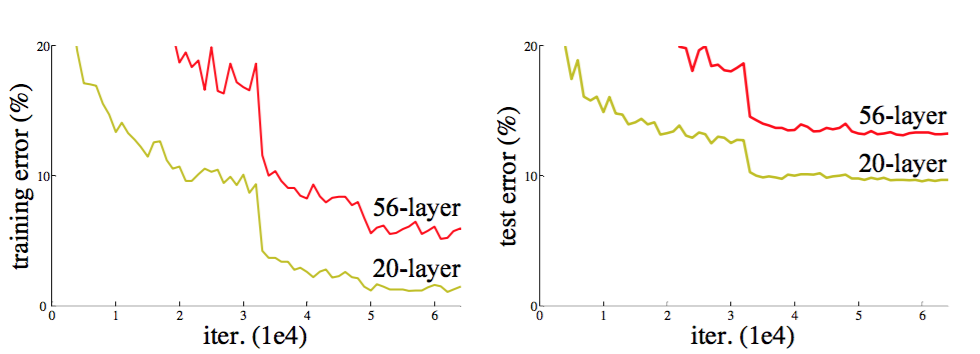 training error (%)
20
10
0
0 1 2 3 4 5 6
iter. (1e4)
56-layer
20-layer
test error (%)
20
10
0
0 1 2 3 4 5 6
iter. (1e4)
56-layer
20-layer